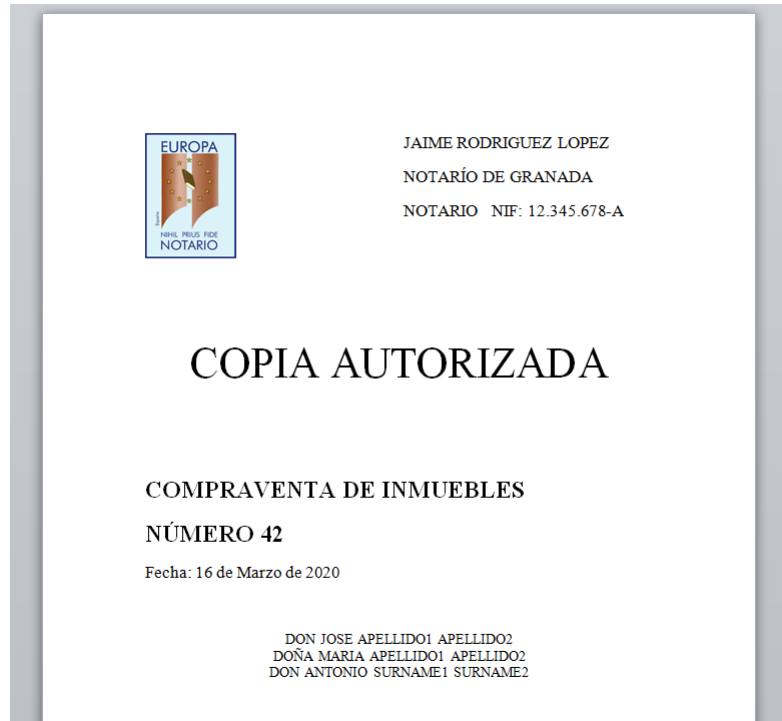 EUROPA
España
NIHIL PRIUS FIDE
NOTARIO
JAIME RODRIGUEZ LOPEZ
NOTARÍO DE GRANADA
NOTARIO NIF: 12.345.678-A
COPIA AUTORIZADA
COMPRAVENTA DE INMUEBLES
NÚMERO 42
Fecha: 16 de Marzo de 2020
DON JOSE APELLIDO1 APELLIDO2
DOÑA MARIA APELLIDO1 APELLIDO2
DON ANTONIO SURNAME1 SURNAME2